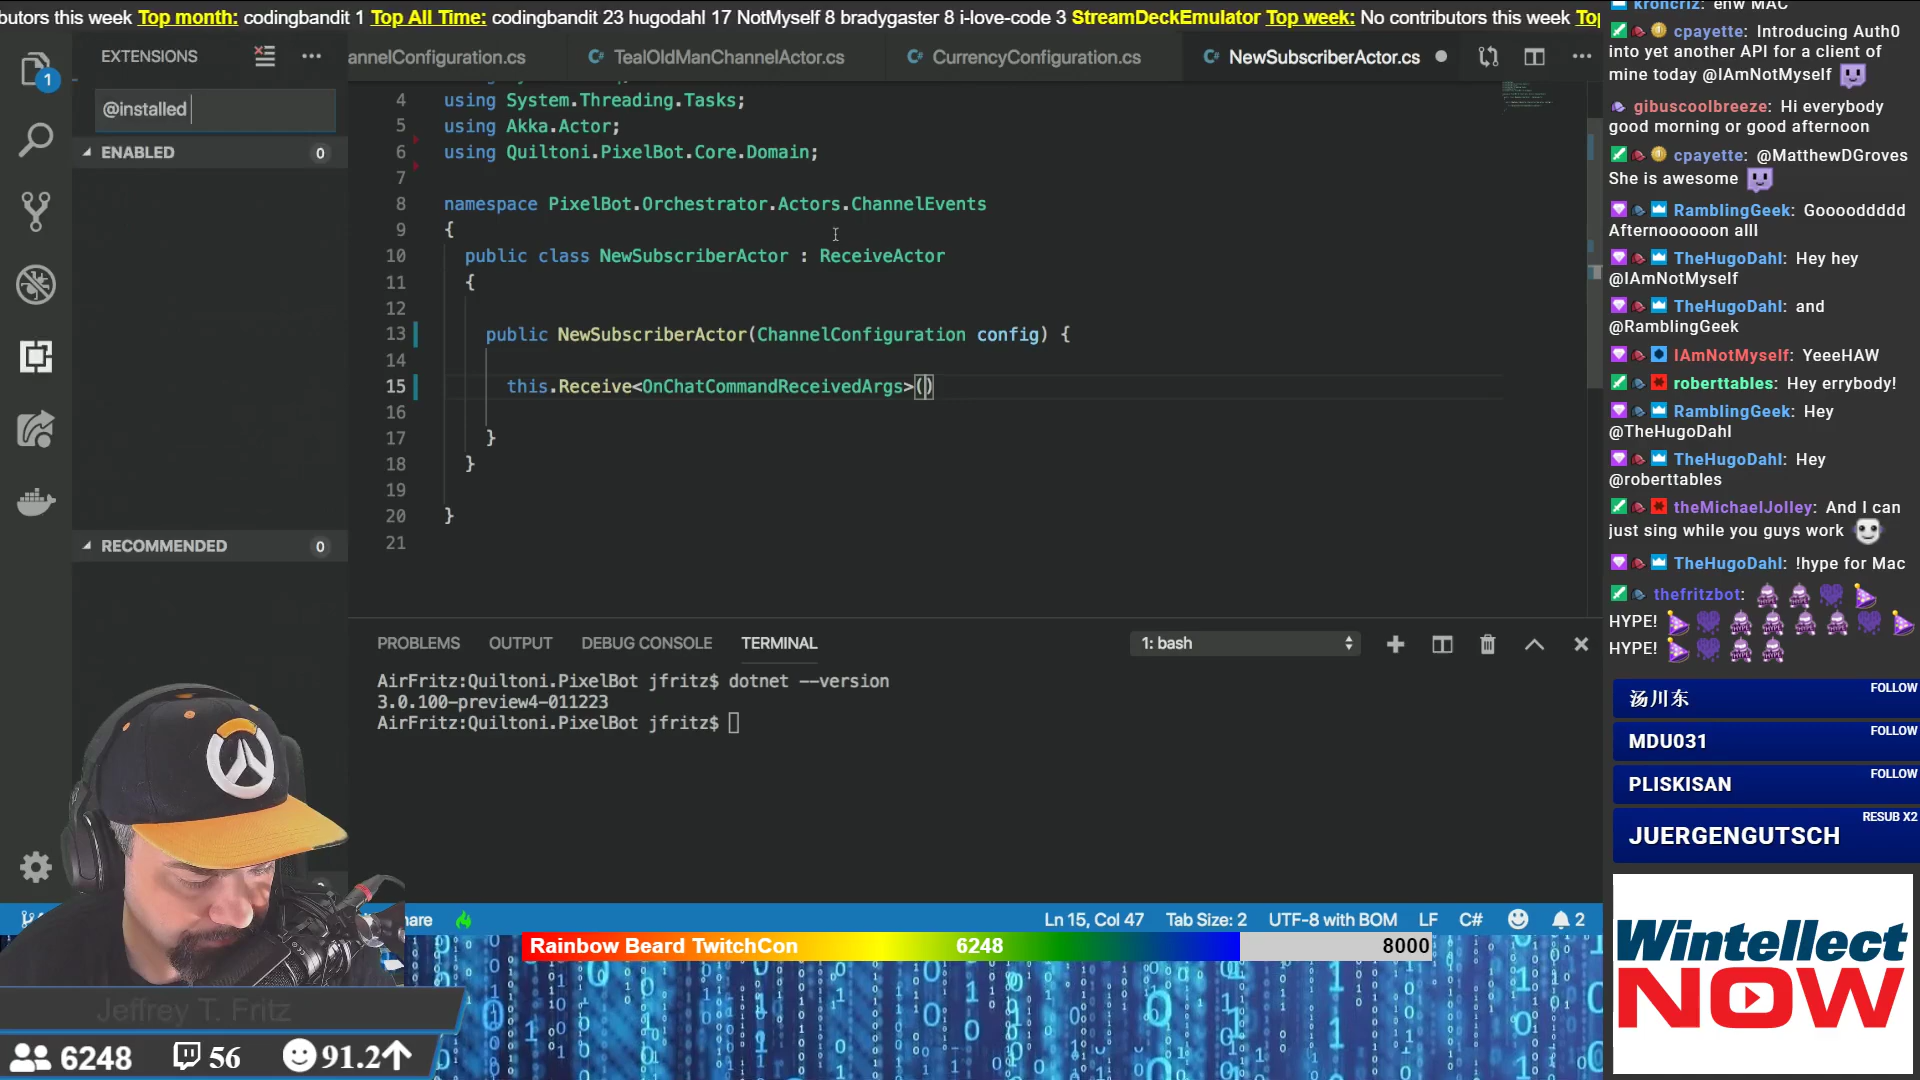 butors this week Top month: codingbandit 1 Top All Time: codingbandit 23 hugodahl 17 NotMyself 8 bradygaster 8 i-love-code 3 StreamDeckEmulator Top week: No contributors this week
EXTENSIONS
annelConfiguration.cs
TealOldManChannelActor.cs
CurrencyConfiguration.cs
NewSubscriberActor.cs
1
@installed
ENABLED 0
RECOMMENDED 0
4 using System.Threading.Tasks;
5 using Akka.Actor;
6 using Quiltoni.PixelBot.Core.Domain;
7
8 namespace PixelBot.Orchestrator.Actors.ChannelEvents
9 {
10 public class NewSubscriberActor : ReceiveActor
11 {
12
13 public NewSubscriberActor(ChannelConfiguration config) {
14
15 this.Receive<OnChatCommandReceivedArgs>()
16
17 }
18 }
19
20 }
21
PROBLEMS OUTPUT DEBUG CONSOLE TERMINAL 1: bash
AirFritz:Quiltoni.PixelBot jfritz$ dotnet --version
3.0.100-preview4-011223
AirFritz:Quiltoni.PixelBot jfritz$
hare
Ln 15, Col 47 Tab Size: 2 UTF-8 with BOM LF C# 2
Rainbow Beard TwitchCon 6248 8000
Jeffrey T. Fritz
6248 56 91.2
kroncriz: enw MAC
cpayette: Introducing Auth0
into yet another API for a client of
mine today @IAmNotMyself
gibuscoolbreeze: Hi everybody
good morning or good afternoon
cpayette: @MatthewDGroves
She is awesome
RamblingGeek: Gooooddddd
Afternoooooon alll
TheHugoDahl: Hey hey
@IAmNotMyself
TheHugoDahl: and
@RamblingGeek
IAmNotMyself: YeeeHAW
roberttables: Hey errybody!
RamblingGeek: Hey
@TheHugoDahl
TheHugoDahl: Hey
@roberttables
theMichaelJolley: And I can
just sing while you guys work
TheHugoDahl: !hype for Mac
thefritzbot:
HYPE!
HYPE!
汤川东 FOLLOW
MDU031 FOLLOW
PLISKISAN FOLLOW
JUERGENGUTSCH RESUB X2
Wintellect
NOW